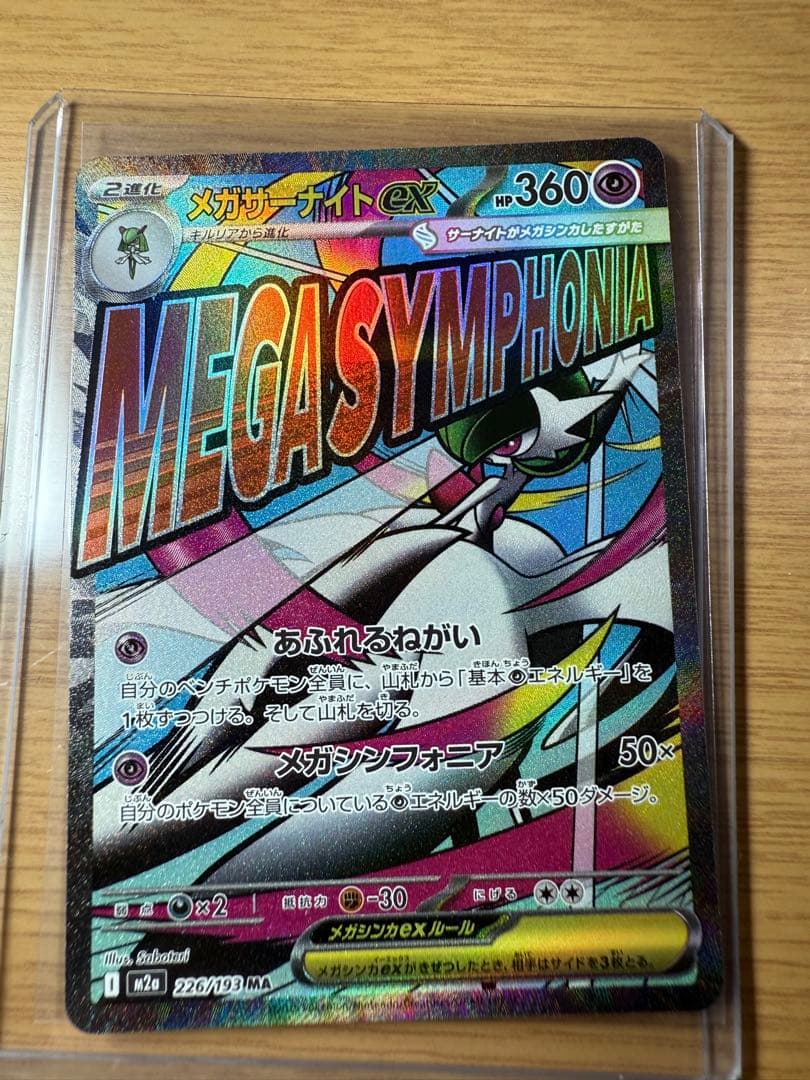 2進化
メガサーナイトex
HP360
キルリアから進化
サーナイトがメガシンカしたすがた
MEGASYMPHONIA
あふれるねがい
自分のベンチポケモン全員に、山札から「基本エネルギー」を
1枚ずつつける。そして山札を切る。
メガシンフォニア 50×
自分のポケモン全員についているエネルギーの数×50ダメージ。
弱点 ×2 抵抗力 -30 にげる
メガシンカexルール
メガシンカexがきぜつしたとき、相手はサイドを3枚とる。
Illus. Saboteri
I m2a 226/193 MA